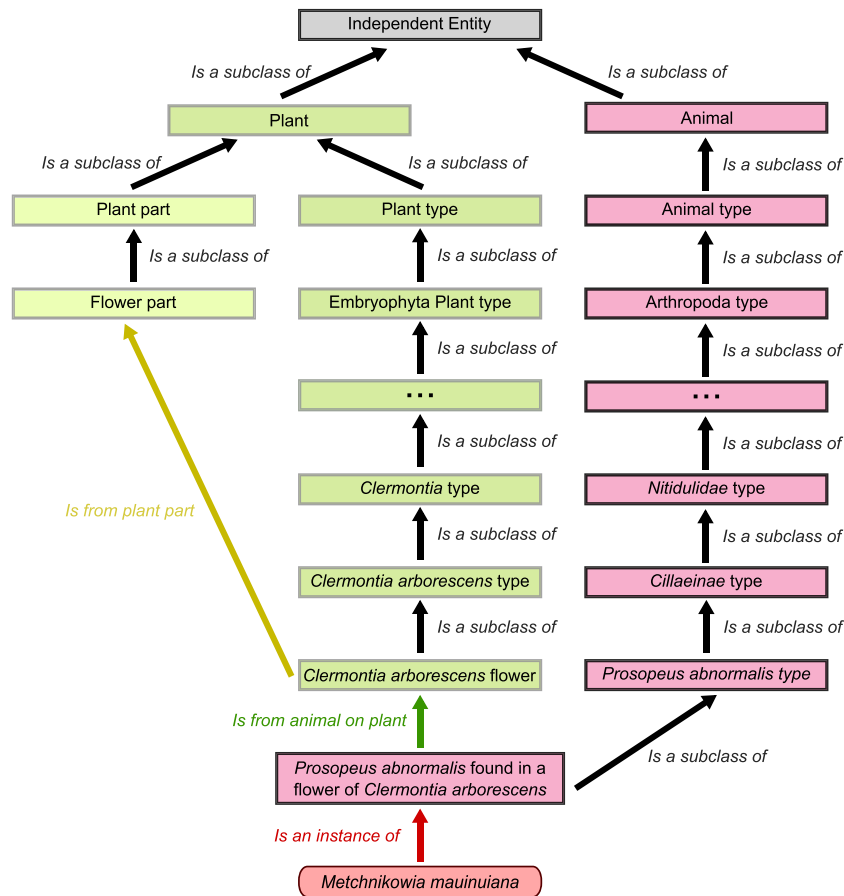 Independent Entity
Is a subclass of
Is a subclass of
Plant
Animal
Is a subclass of
Is a subclass of
Is a subclass of
Plant part
Plant type
Animal type
Is a subclass of
Is a subclass of
Is a subclass of
Flower part
Embryophyta Plant type
Arthropoda type
Is a subclass of
Is a subclass of
...
...
Is a subclass of
Is a subclass of
Clermontia type
Nitidulidae type
Is from plant part
Is a subclass of
Is a subclass of
Clermontia arborescens type
Cillaeinae type
Is a subclass of
Is a subclass of
Clermontia arborescens flower
Prosopeus abnormalis type
Is from animal on plant
Is a subclass of
Prosopeus abnormalis found in a
flower of Clermontia arborescens
Is an instance of
Metchnikowia mauinuiana